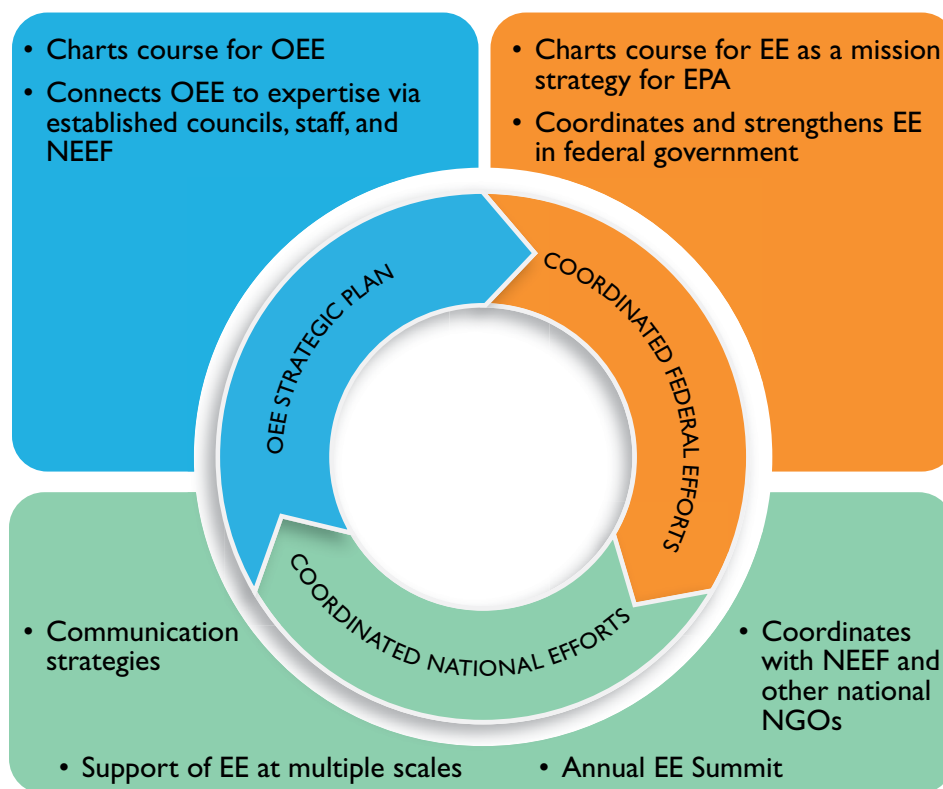 • Charts course for OEE
• Connects OEE to expertise via
established councils, staff, and
NEEF
• Charts course for EE as a mission
strategy for EPA
• Coordinates and strengthens EE
in federal government
OEE STRATEGIC PLAN
COORDINATED FEDERAL EFFORTS
COORDINATED NATIONAL EFFORTS
• Communication
strategies
• Coordinates
with NEEF and
other national
NGOs
• Support of EE at multiple scales
• Annual EE Summit